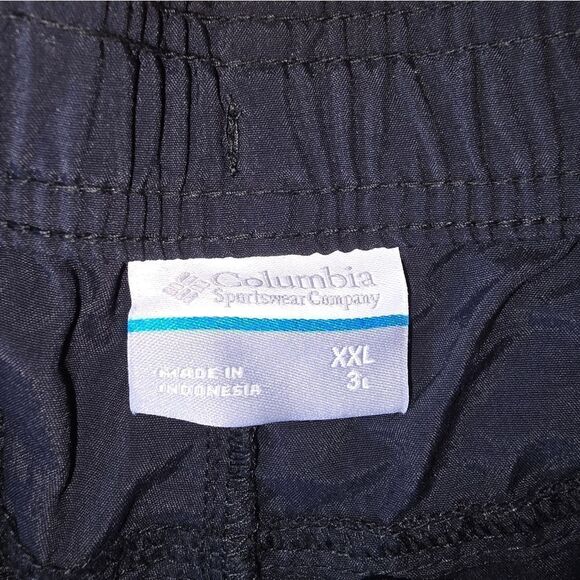 Columbia
Sportswear Company
MADE IN
INDONESIA
XXL
3L